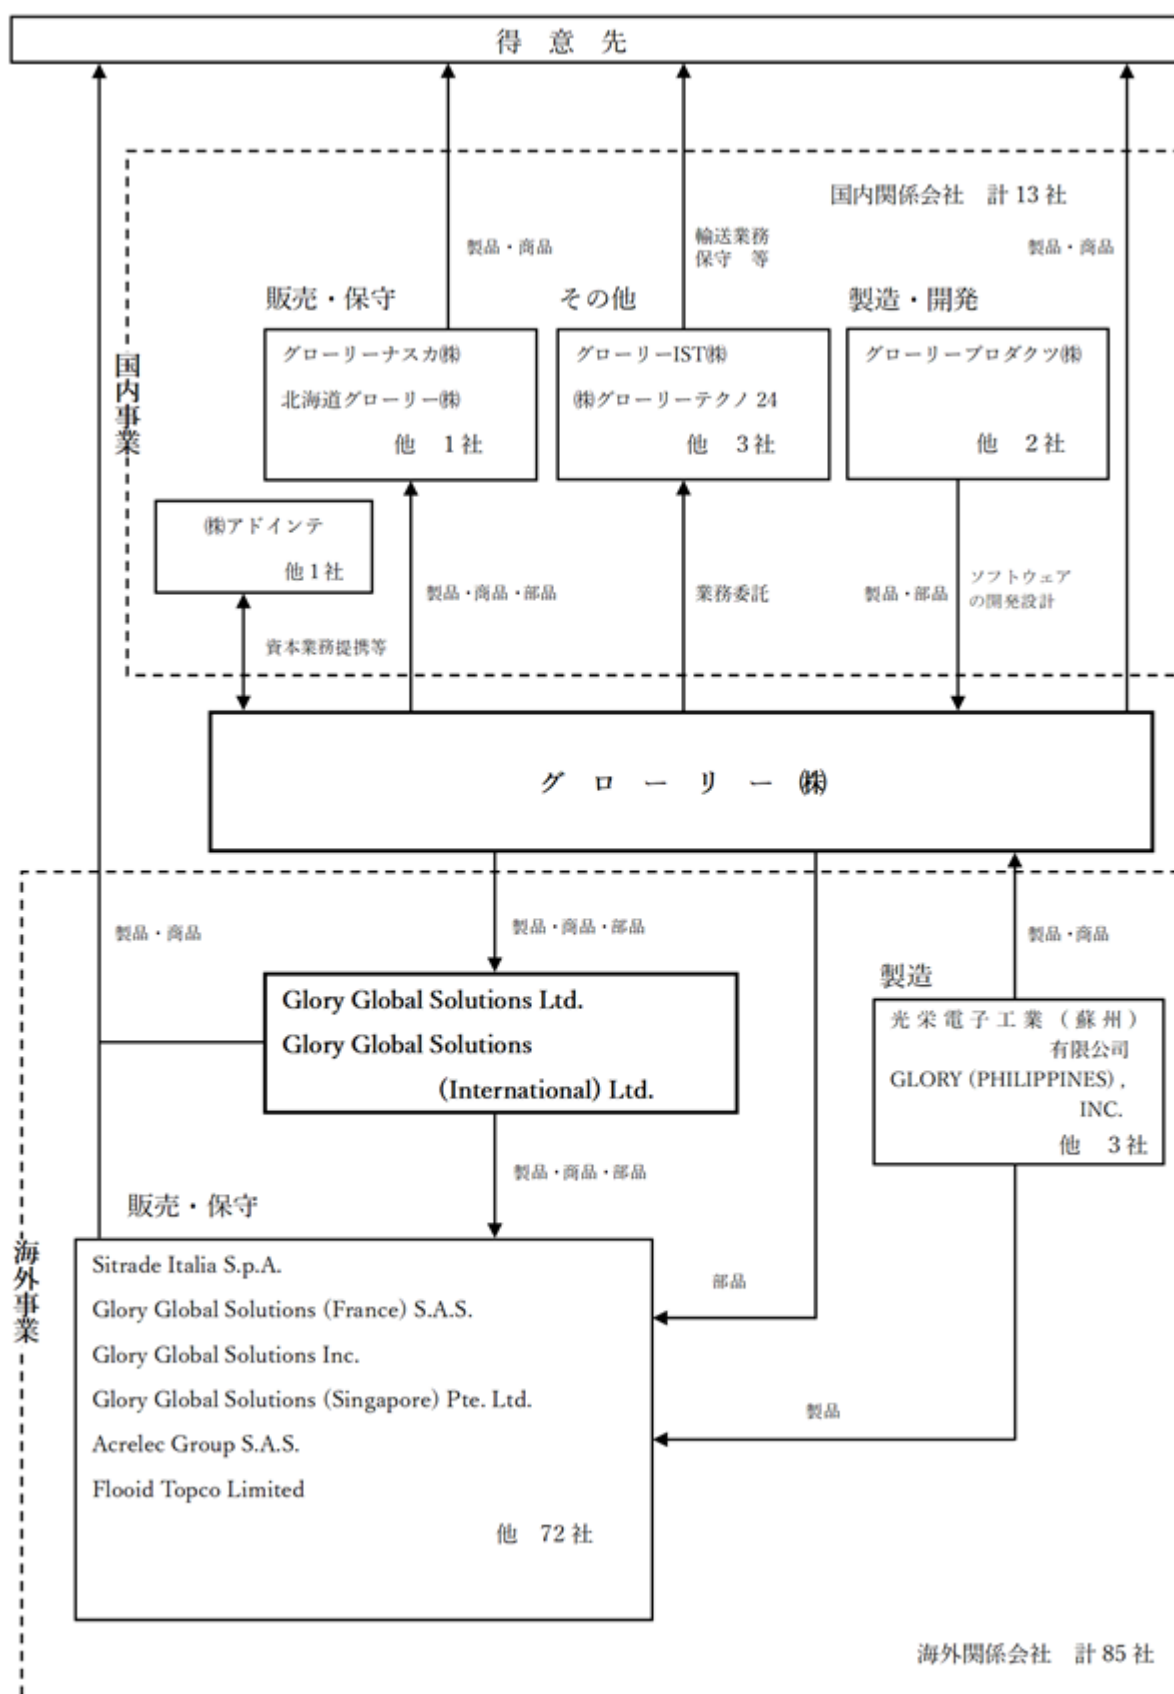 得 意 先
国内関係会社 計 13 社
製品・商品
輸送業務
保守 等
製品・商品
販売・保守
その他
製造・開発
国内事業
グローリーナスカ㈱
北海道グローリー㈱
他 1 社
グローリーIST㈱
㈱グローリーテクノ 24
他 3 社
グローリープロダクツ㈱
他 2 社
㈱アドインテ
他 1 社
製品・商品・部品
業務委託
製品・部品
ソフトウェア
の開発設計
資本業務提携等
グ ロ ー リ ー ㈱
製品・商品
製品・商品・部品
製品・商品
製造
Glory Global Solutions Ltd.
Glory Global Solutions
(International) Ltd.
光栄電子工業（蘇州）
有限公司
GLORY (PHILIPPINES) ,
INC.
他 3 社
製品・商品・部品
販売・保守
海外事業
Sitrade Italia S.p.A.
Glory Global Solutions (France) S.A.S.
Glory Global Solutions Inc.
Glory Global Solutions (Singapore) Pte. Ltd.
Acrelec Group S.A.S.
Flooid Topco Limited
他 72 社
部品
製品
海外関係会社 計 85 社